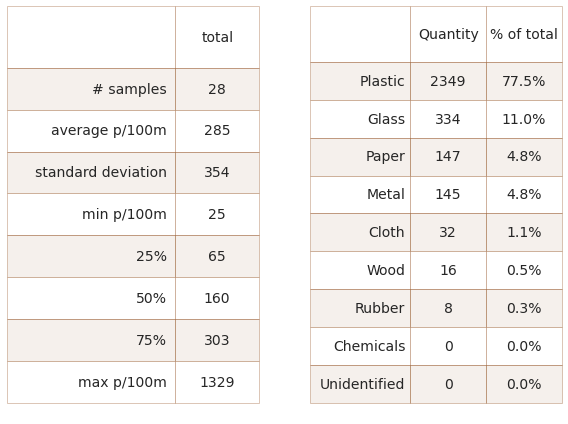 total
# samples 28
average p/100m 285
standard deviation 354
min p/100m 25
25% 65
50% 160
75% 303
max p/100m 1329
Quantity % of total
Plastic 2349 77.5%
Glass 334 11.0%
Paper 147 4.8%
Metal 145 4.8%
Cloth 32 1.1%
Wood 16 0.5%
Rubber 8 0.3%
Chemicals 0 0.0%
Unidentified 0 0.0%